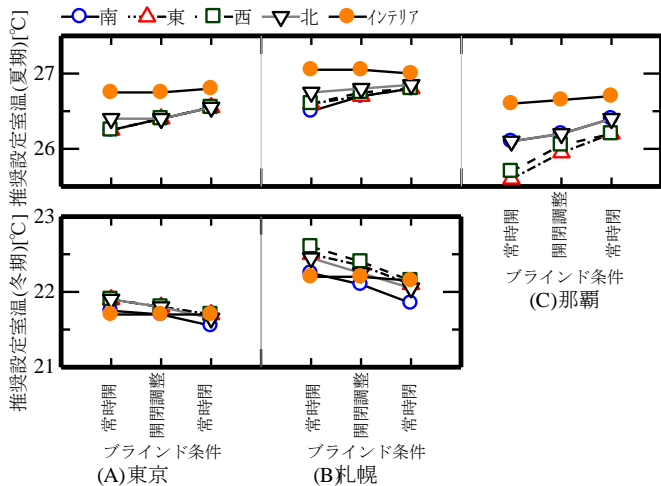 南 東 西 北 インテリア
推奨設定室温(夏期)[℃]
27
26
推奨設定室温(冬期)[℃]
23
22
21
常時開 開閉調整 常時閉
ブラインド条件
(A)東京
常時開 開閉調整 常時閉
ブラインド条件
(B)札幌
常時開 開閉調整 常時閉
ブラインド条件
(C)那覇